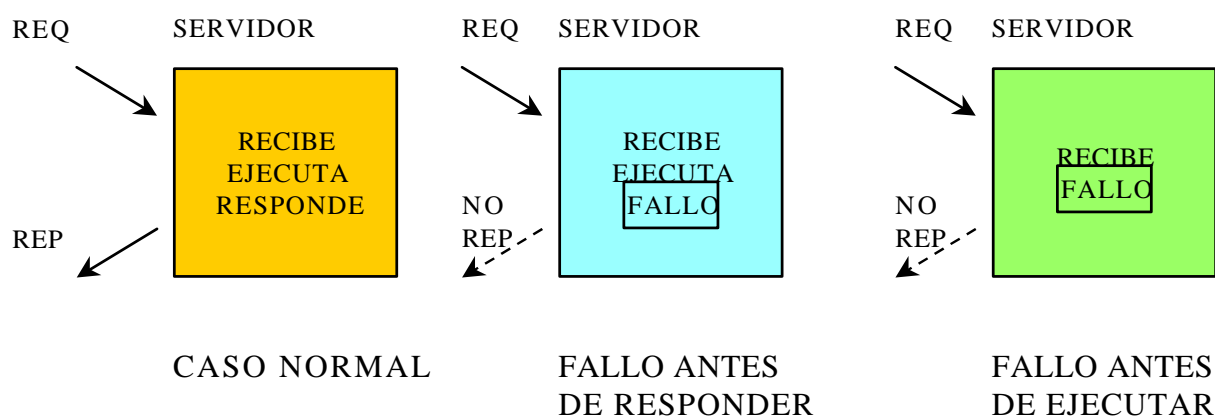 REQ
SERVIDOR
RECIBE
EJECUTA
RESPONDE
REP
CASO NORMAL
REQ
SERVIDOR
RECIBE
EJECUTA
FALLO
NO
REP
FALLO ANTES
DE RESPONDER
REQ
SERVIDOR
RECIBE
FALLO
NO
REP
FALLO ANTES
DE EJECUTAR